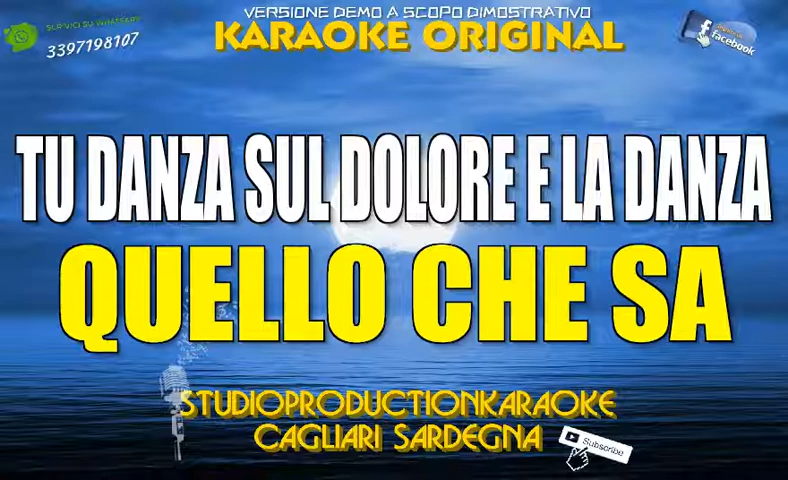 VERSIONE DEMO A SCOPO DIMOSTRATIVO
KARAOKE ORIGINAL
3397198107
facebook
TU DANZA SUL DOLORE E LA DANZA
QUELLO CHE SA
STUDIOPRODUCTIONKARAOKE
CAGLIARI SARDEGNA
Subscribe